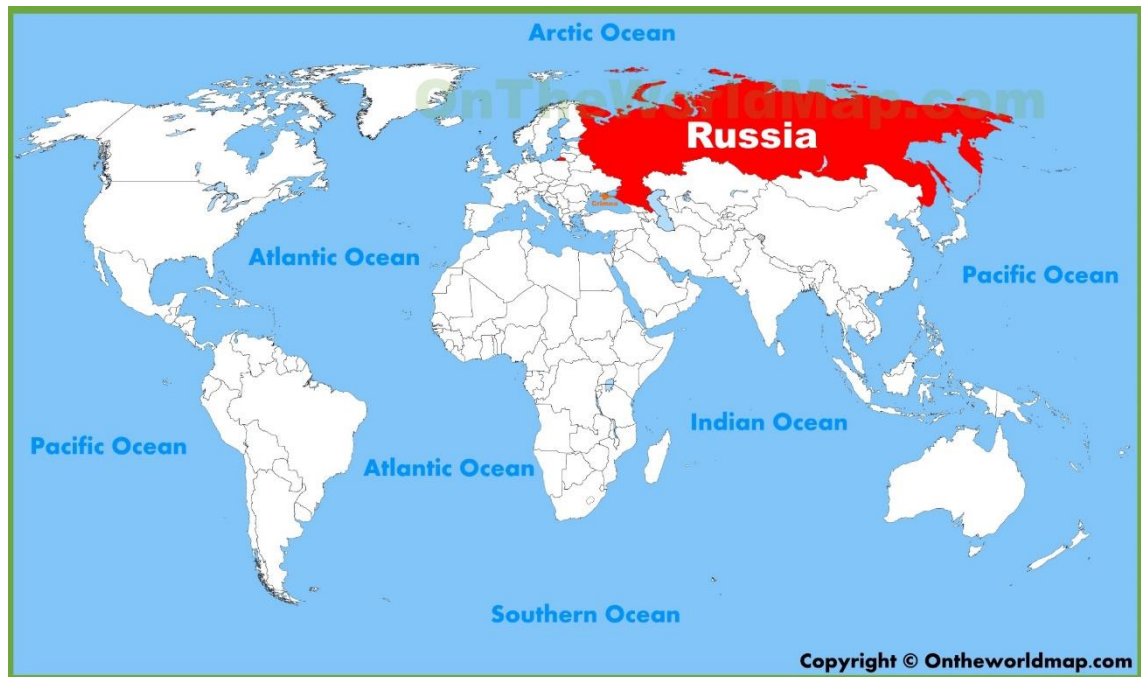 Arctic Ocean
OnTheWorldMap.com
Russia
Crimea
Atlantic Ocean
Pacific Ocean
Indian Ocean
Pacific Ocean
Atlantic Ocean
Southern Ocean
Copyright © Ontheworldmap.com